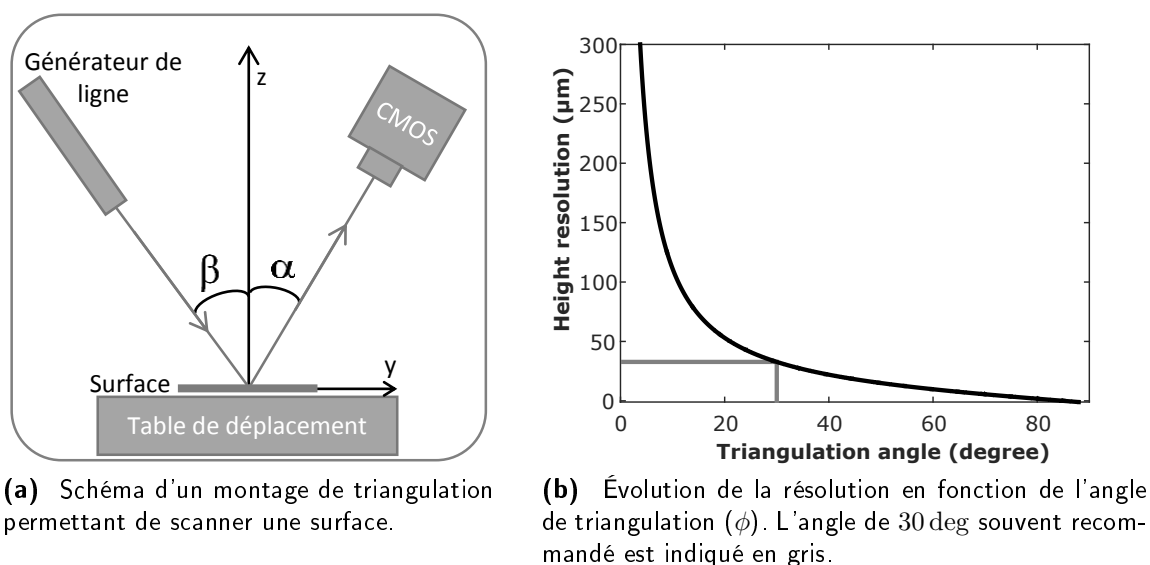 Générateur de
ligne
z
CMOS
β
α
y
Surface
Table de déplacement
(a) Schéma d'un montage de triangulation
permettant de scanner une surface.
300
250
200
150
100
50
0
Height resolution (µm)
0 20 40 60 80
Triangulation angle (degree)
(b) Évolution de la résolution en fonction de l'angle
de triangulation (ϕ). L'angle de 30 deg souvent recom-
mandé est indiqué en gris.